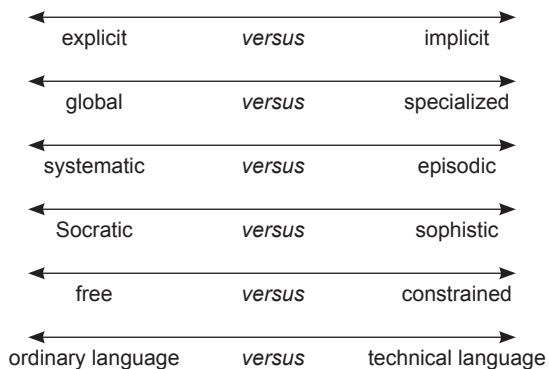 explicit versus implicit
global versus specialized
systematic versus episodic
Socratic versus sophistic
free versus constrained
ordinary language versus technical language